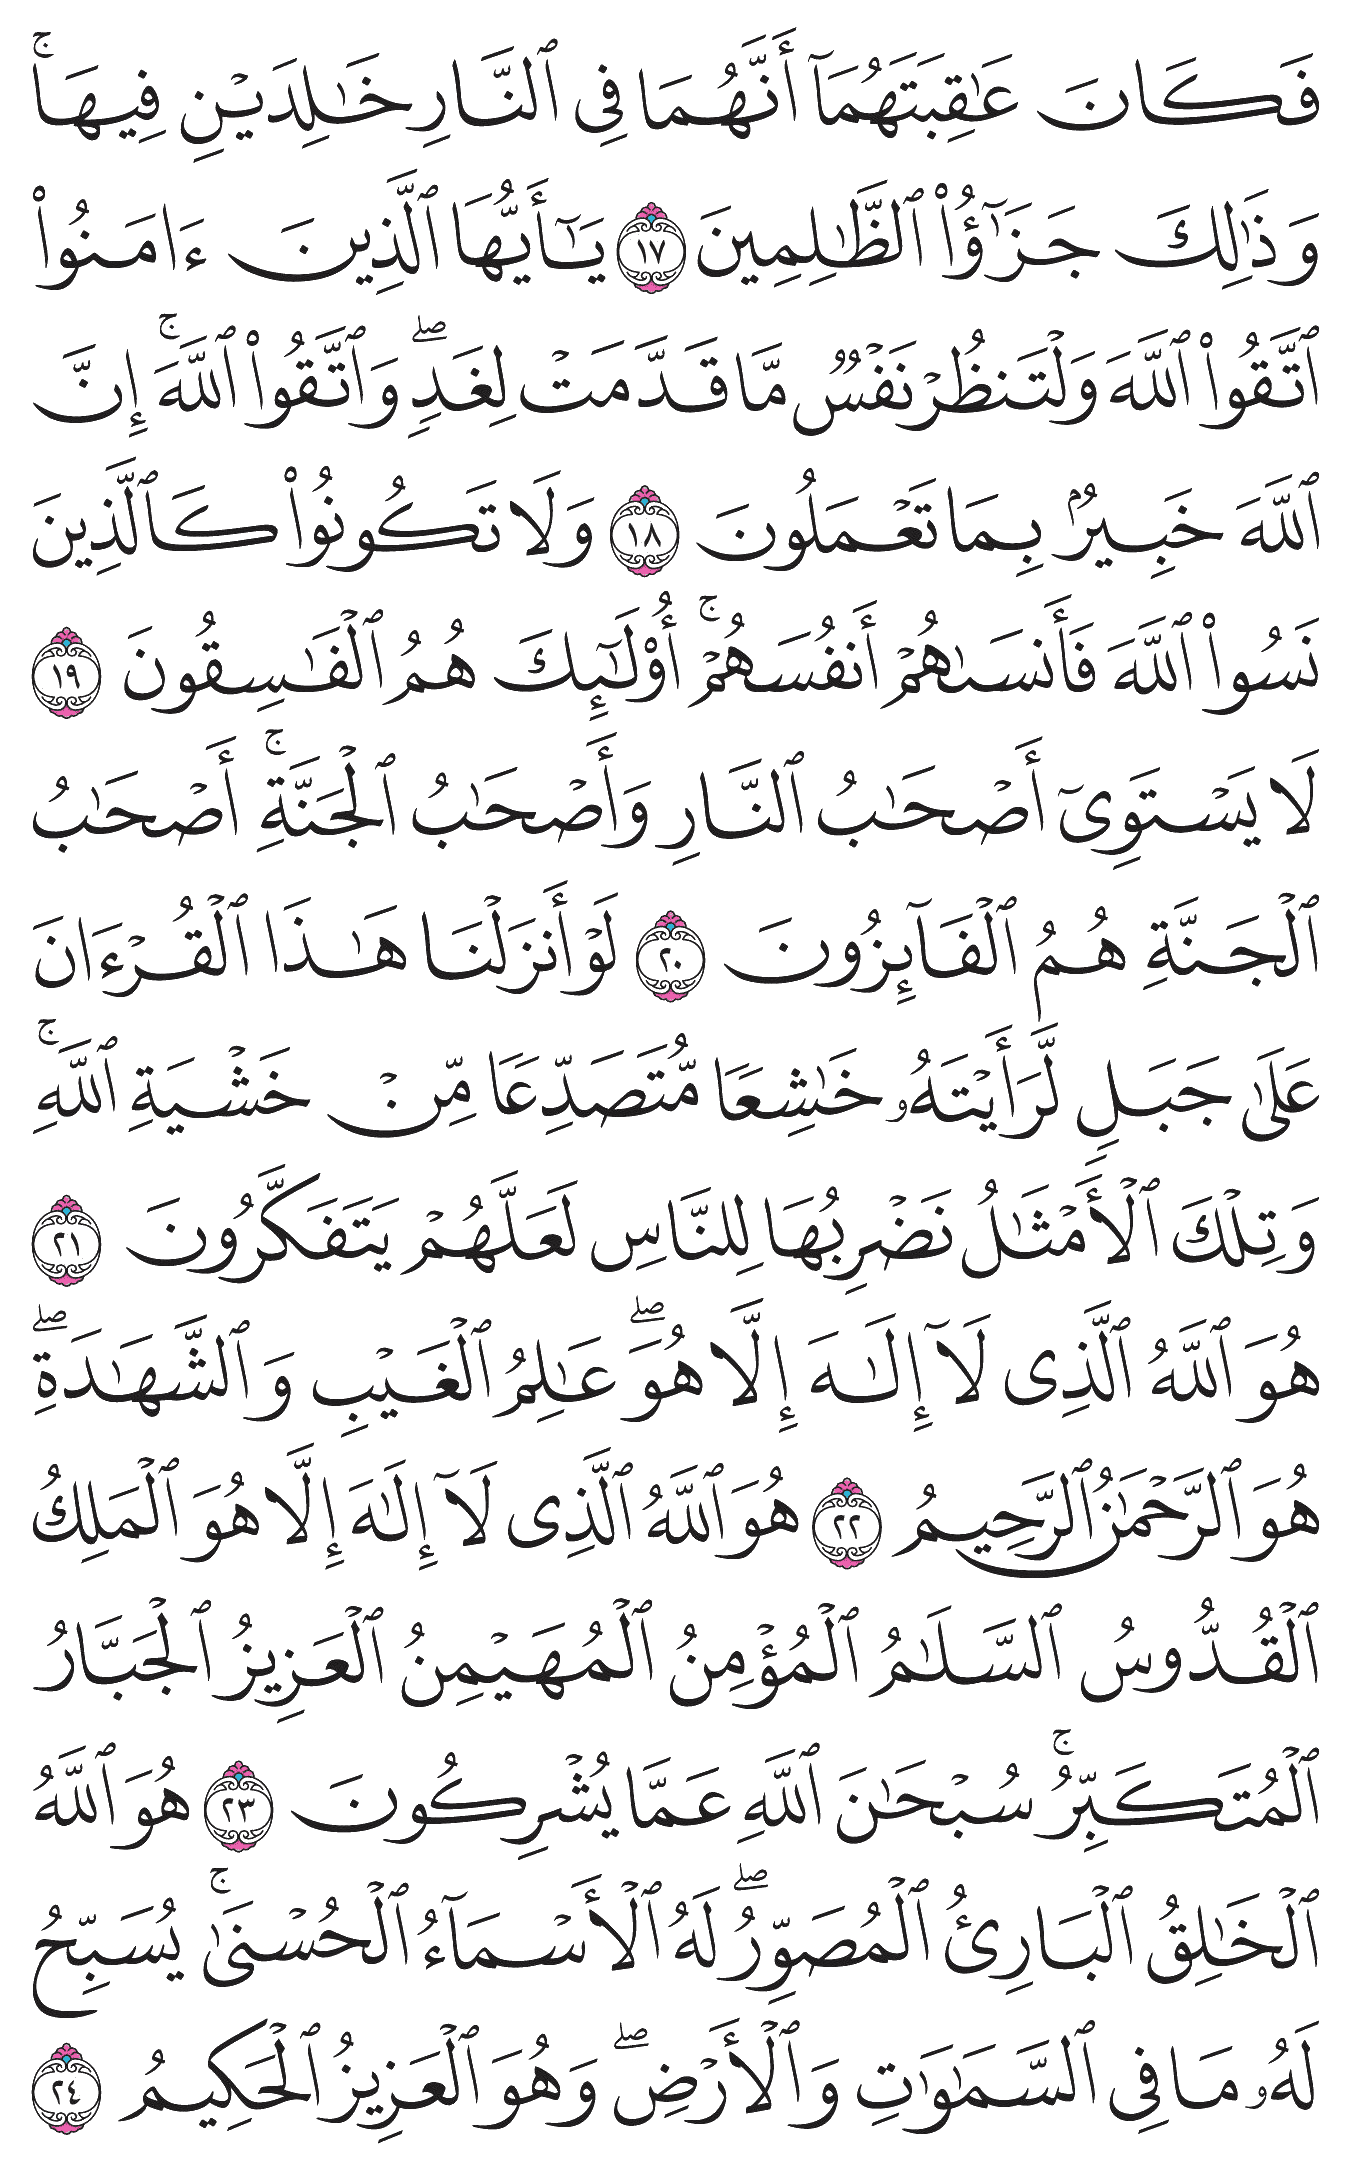 فَكَانَ عَٰقِبَتَهُمَآ أَنَّهُمَا فِي ٱلنَّارِ خَٰلِدَيۡنِ فِيهَاۚ
وَذَٰلِكَ جَزَٰٓؤُاْ ٱلظَّٰلِمِينَ ١٧ يَٰٓأَيُّهَا ٱلَّذِينَ ءَامَنُواْ
ٱتَّقُواْ ٱللَّهَ وَلۡتَنظُرۡ نَفۡسٞ مَّا قَدَّمَتۡ لِغَدٖۖ وَٱتَّقُواْ ٱللَّهَۚ إِنَّ
ٱللَّهَ خَبِيرُۢ بِمَا تَعۡمَلُونَ ١٨ وَلَا تَكُونُواْ كَٱلَّذِينَ
نَسُواْ ٱللَّهَ فَأَنسَىٰهُمۡ أَنفُسَهُمۡۚ أُوْلَٰٓئِكَ هُمُ ٱلۡفَٰسِقُونَ ١٩
لَا يَسۡتَوِيٓ أَصۡحَٰبُ ٱلنَّارِ وَأَصۡحَٰبُ ٱلۡجَنَّةِۚ أَصۡحَٰبُ
ٱلۡجَنَّةِ هُمُ ٱلۡفَآئِزُونَ ٢٠ لَوۡ أَنزَلۡنَا هَٰذَا ٱلۡقُرۡءَانَ
عَلَىٰ جَبَلٖ لَّرَأَيۡتَهُۥ خَٰشِعٗا مُّتَصَدِّعٗا مِّنۡ خَشۡيَةِ ٱللَّهِۚ
وَتِلۡكَ ٱلۡأَمۡثَٰلُ نَضۡرِبُهَا لِلنَّاسِ لَعَلَّهُمۡ يَتَفَكَّرُونَ ٢١
هُوَ ٱللَّهُ ٱلَّذِي لَآ إِلَٰهَ إِلَّا هُوَۖ عَٰلِمُ ٱلۡغَيۡبِ وَٱلشَّهَٰدَةِۖ
هُوَ ٱلرَّحۡمَٰنُ ٱلرَّحِيمُ ٢٢ هُوَ ٱللَّهُ ٱلَّذِي لَآ إِلَٰهَ إِلَّا هُوَ ٱلۡمَلِكُ
ٱلۡقُدُّوسُ ٱلسَّلَٰمُ ٱلۡمُؤۡمِنُ ٱلۡمُهَيۡمِنُ ٱلۡعَزِيزُ ٱلۡجَبَّارُ
ٱلۡمُتَكَبِّرُۚ سُبۡحَٰنَ ٱللَّهِ عَمَّا يُشۡرِكُونَ ٢٣ هُوَ ٱللَّهُ
ٱلۡخَٰلِقُ ٱلۡبَارِئُ ٱلۡمُصَوِّرُۖ لَهُ ٱلۡأَسۡمَآءُ ٱلۡحُسۡنَىٰۚ يُسَبِّحُ
لَهُۥ مَا فِي ٱلسَّمَٰوَٰتِ وَٱلۡأَرۡضِۖ وَهُوَ ٱلۡعَزِيزُ ٱلۡحَكِيمُ ٢٤